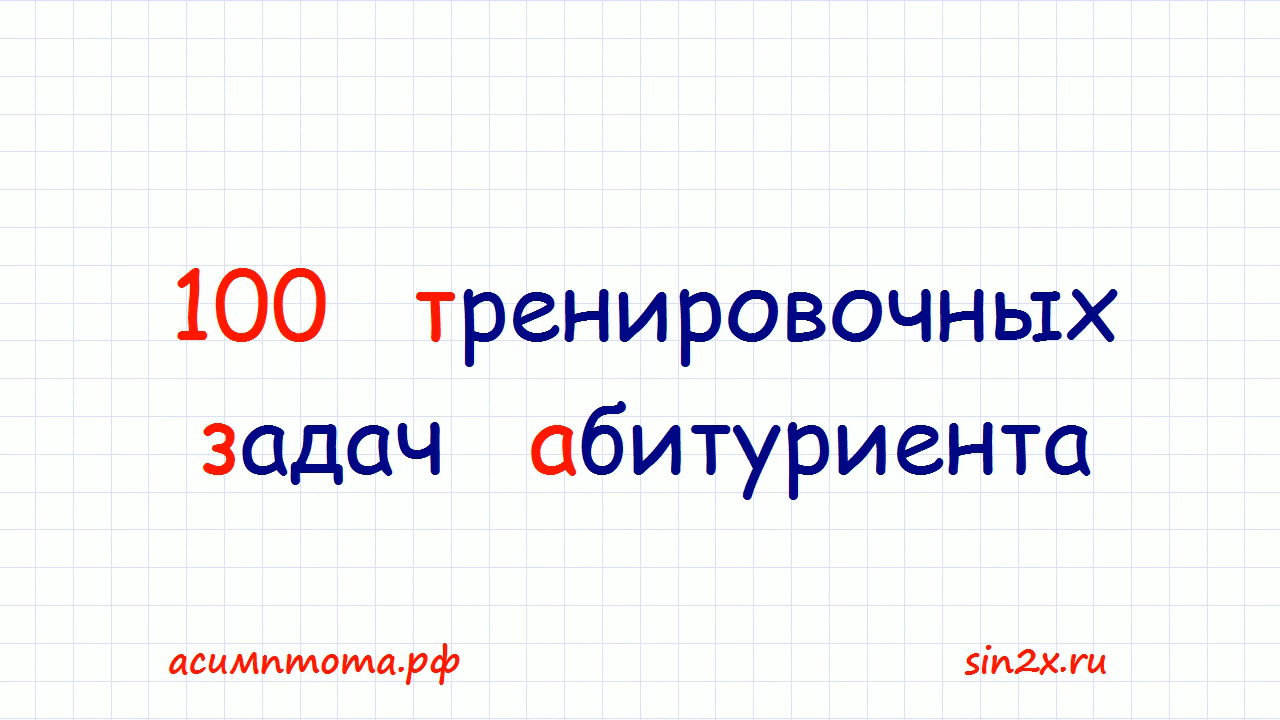 100 тренировочных
задач абитуриента
асимптота.рф sin2x.ru